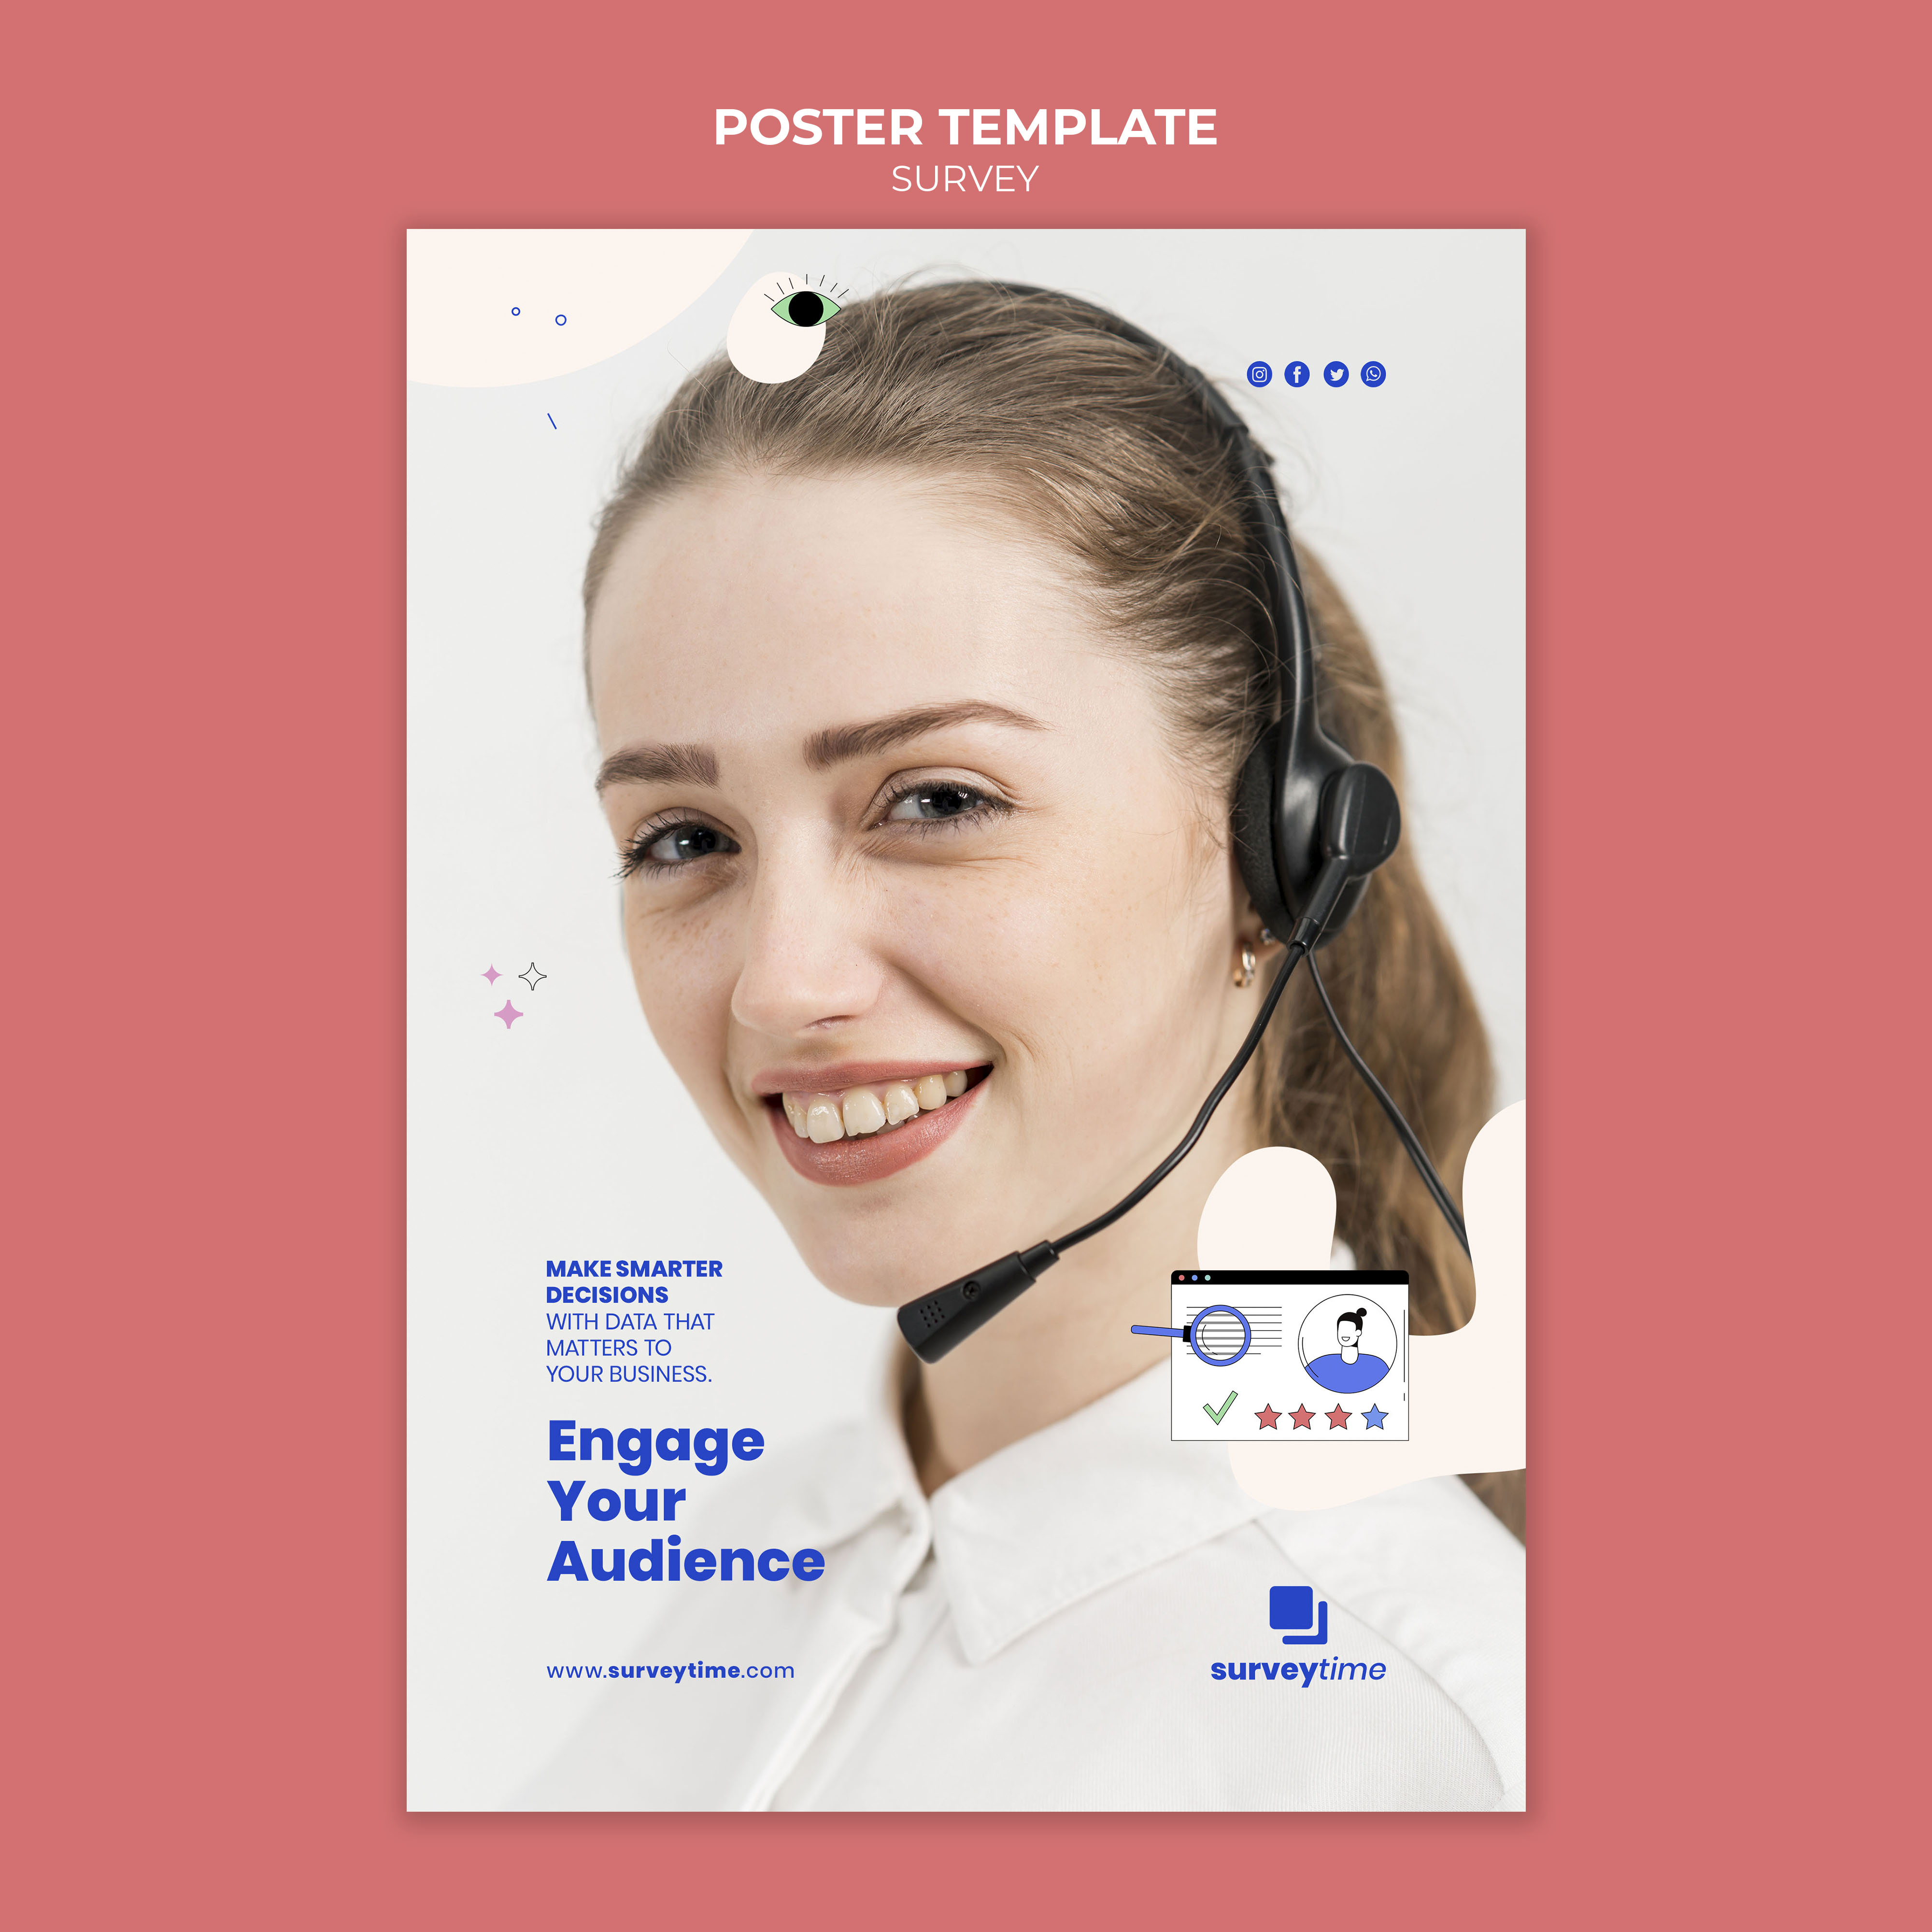 POSTER TEMPLATE
SURVEY
MAKE SMARTER
DECISIONS
WITH DATA THAT
MATTERS TO
YOUR BUSINESS.
Engage
Your
Audience
www.surveytime.com
surveytime